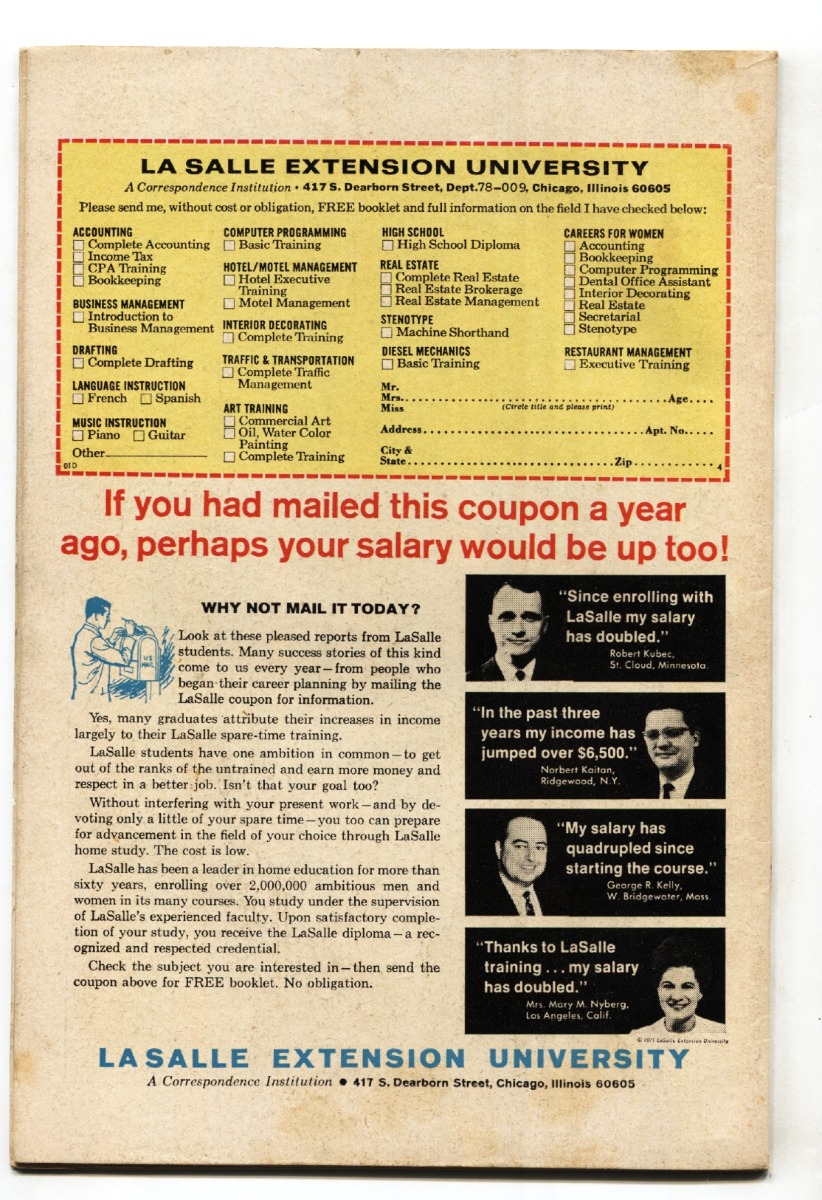 LA SALLE EXTENSION UNIVERSITY
A Correspondence Institution • 417 S. Dearborn Street, Dept. 78-009, Chicago, Illinois 60605
Please send me, without cost or obligation, FREE booklet and full information on the field I have checked below:
ACCOUNTING
Complete Accounting
Income Tax
CPA Training
Bookkeeping
BUSINESS MANAGEMENT
Introduction to
Business Management
DRAFTING
Complete Drafting
LANGUAGE INSTRUCTION
French Spanish
MUSIC INSTRUCTION
Piano Guitar
Other
01D
COMPUTER PROGRAMMING
Basic Training
HOTEL/MOTEL MANAGEMENT
Hotel Executive
Training
Motel Management
INTERIOR DECORATING
Complete Training
TRAFFIC & TRANSPORTATION
Complete Traffic
Management
ART TRAINING
Commercial Art
Oil, Water Color
Painting
Complete Training
HIGH SCHOOL
High School Diploma
REAL ESTATE
Complete Real Estate
Real Estate Brokerage
Real Estate Management
STENOTYPE
Machine Shorthand
DIESEL MECHANICS
Basic Training
CAREERS FOR WOMEN
Accounting
Bookkeeping
Computer Programming
Dental Office Assistant
Interior Decorating
Real Estate
Secretarial
Stenotype
RESTAURANT MANAGEMENT
Executive Training
Mr.
Mrs. Age
Miss (Circle title and please print)
Address Apt. No.
City &
State Zip
4
If you had mailed this coupon a year
ago, perhaps your salary would be up too!
WHY NOT MAIL IT TODAY?
U S
MAIL
Look at these pleased reports from LaSalle
students. Many success stories of this kind
come to us every year—from people who
began their career planning by mailing the
LaSalle coupon for information.
Yes, many graduates attribute their increases in income
largely to their LaSalle spare-time training.
LaSalle students have one ambition in common—to get
out of the ranks of the untrained and earn more money and
respect in a better job. Isn't that your goal too?
Without interfering with your present work—and by de-
voting only a little of your spare time—you too can prepare
for advancement in the field of your choice through LaSalle
home study. The cost is low.
LaSalle has been a leader in home education for more than
sixty years, enrolling over 2,000,000 ambitious men and
women in its many courses. You study under the supervision
of LaSalle's experienced faculty. Upon satisfactory comple-
tion of your study, you receive the LaSalle diploma—a rec-
ognized and respected credential.
Check the subject you are interested in—then send the
coupon above for FREE booklet. No obligation.
"Since enrolling with
LaSalle my salary
has doubled."
Robert Kubec,
St. Cloud, Minnesota.
"In the past three
years my income has
jumped over $6,500."
Norbert Kaitan,
Ridgewood, N.Y.
"My salary has
quadrupled since
starting the course."
George R. Kelly,
W. Bridgewater, Mass.
"Thanks to LaSalle
training . . . my salary
has doubled."
Mrs. Mary M. Nyberg,
Los Angeles, Calif.
© 1971 LaSalle Extension University
LA SALLE EXTENSION UNIVERSITY
A Correspondence Institution • 417 S. Dearborn Street, Chicago, Illinois 60605